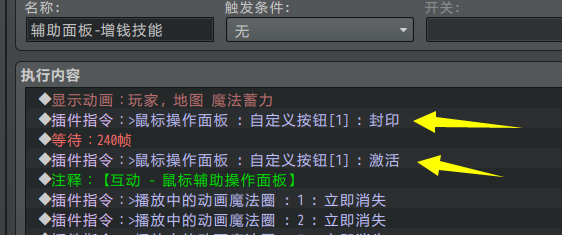 名称: 触发条件: 开关:
辅助面板-增钱技能 无
执行内容
◆显示动画：玩家, 地图 魔法蓄力
◆插件指令：>鼠标操作面板 : 自定义按钮[1] : 封印
◆等待：240帧
◆插件指令：>鼠标操作面板 : 自定义按钮[1] : 激活
◆注释：【互动 - 鼠标辅助操作面板】
◆插件指令：>播放中的动画魔法圈 : 1 : 立即消失
◆插件指令：>播放中的动画魔法圈 : 2 : 立即消失